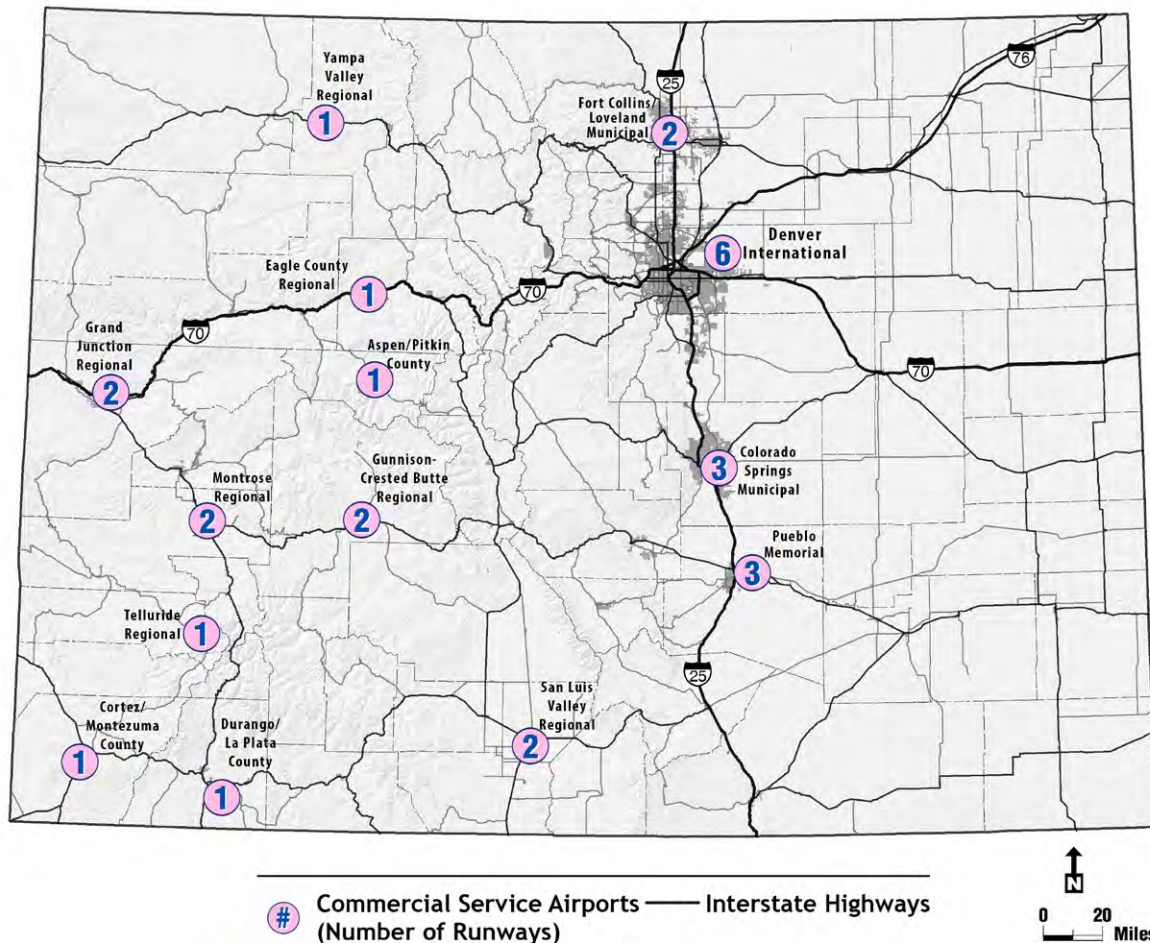 Yampa
Valley
Regional
1
25
76
Fort Collins/
Loveland
Municipal
2
6
Denver
International
Eagle County
Regional
1
70
70
Grand
Junction
Regional
2
Aspen/Pitkin
County
1
70
Montrose
Regional
2
Gunnison-
Crested Butte
Regional
2
3
Colorado
Springs
Municipal
Pueblo
Memorial
3
Telluride
Regional
1
25
Cortez/
Montezuma
County
1
Durango/
La Plata
County
1
San Luis
Valley
Regional
2
# Commercial Service Airports
(Number of Runways)
Interstate Highways
N
0 20
Miles